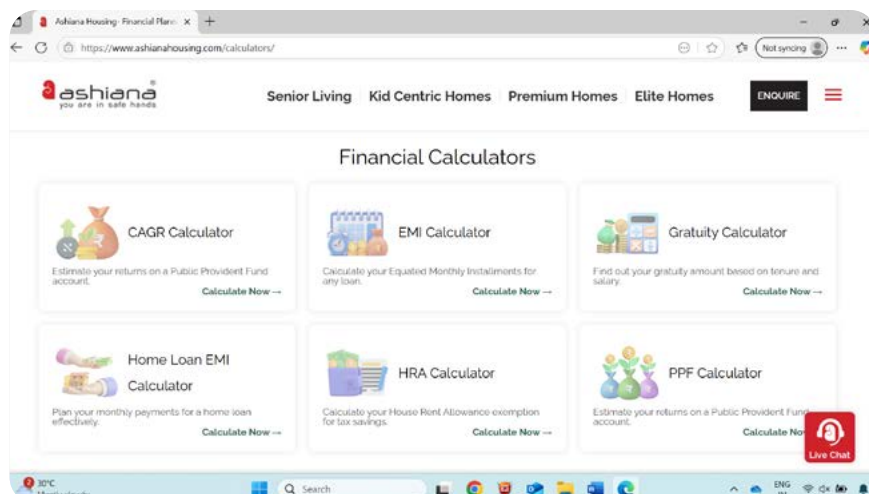 Ashiana Housing- Financial Plann
https://www.ashianahousing.com/calculators/
Not syncing
ashiana
you are in safe hands
Senior Living
Kid Centric Homes
Premium Homes
Elite Homes
ENQUIRE
Financial Calculators
CAGR Calculator
Estimate your returns on a Public Provident Fund
account.
Calculate Now →
EMI Calculator
Calculate your Equated Monthly Installments for
any loan.
Calculate Now →
Gratuity Calculator
Find out your gratuity amount based on tenure and
salary.
Calculate Now →
Home Loan EMI
Calculator
Plan your monthly payments for a home loan
effectively.
Calculate Now →
HRA Calculator
Calculate your House Rent Allowance exemption
for tax savings.
Calculate Now →
PPF Calculator
Estimate your returns on a Public Provident Fund
account.
Calculate No
Live Chat
2
30°C
Search
ENG